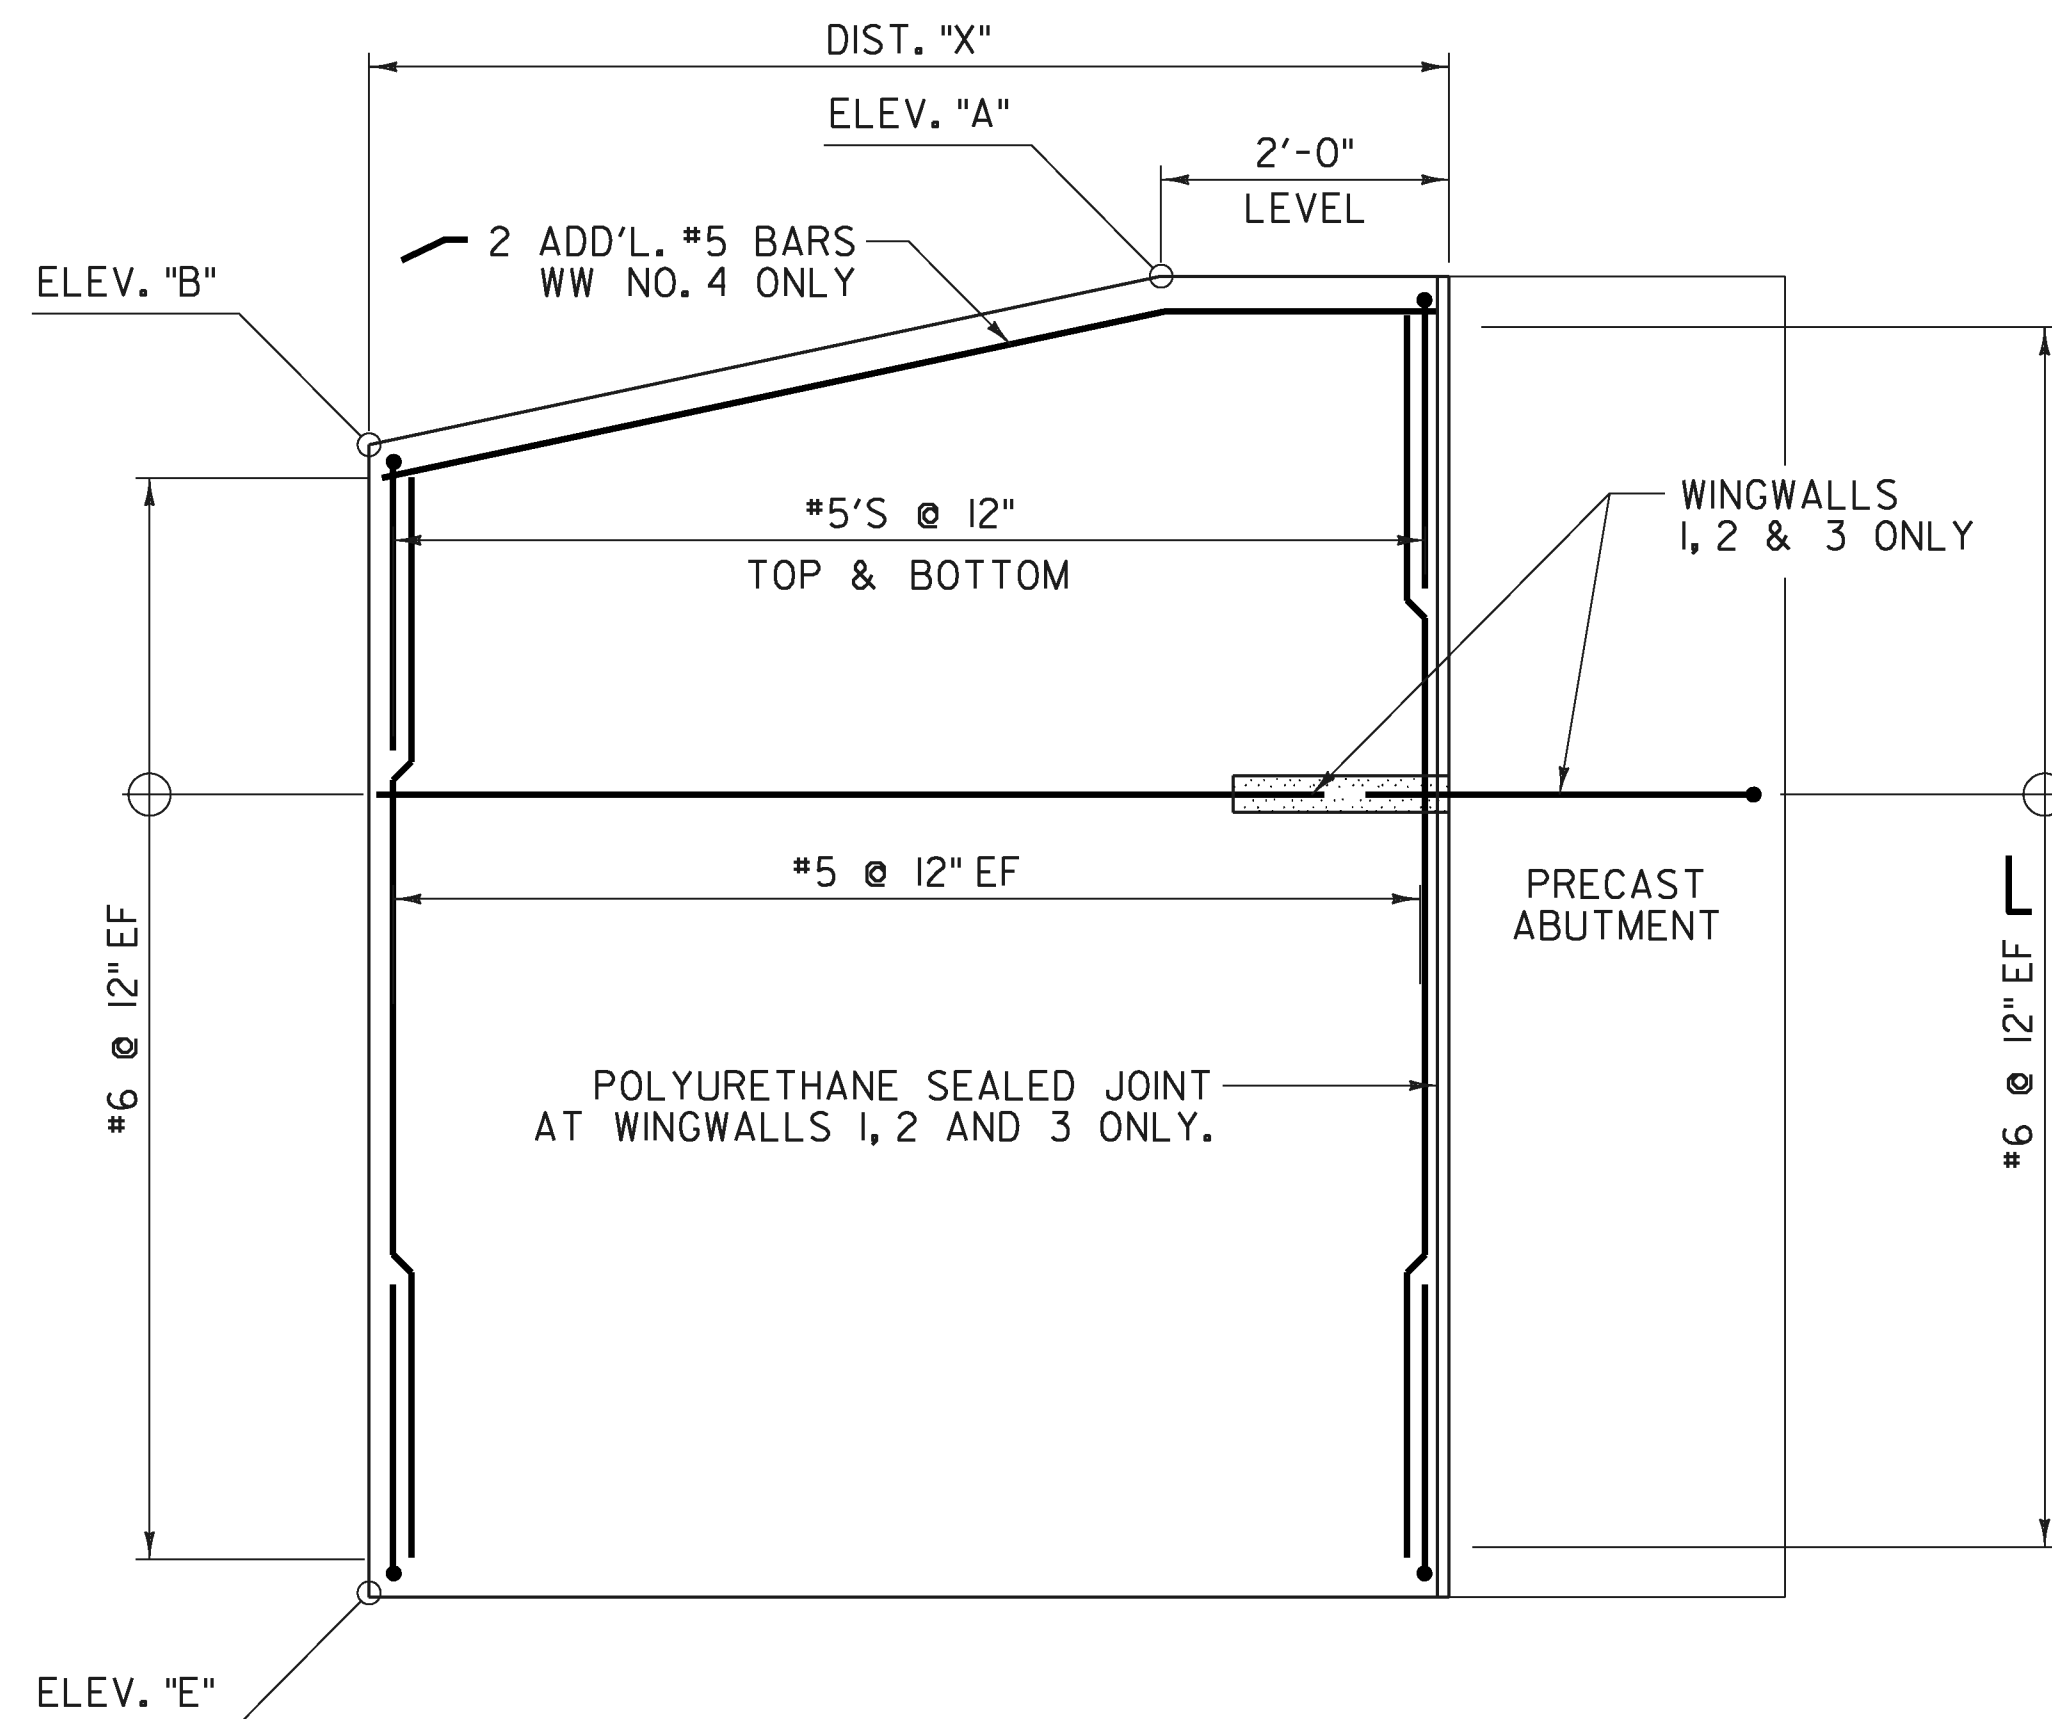 DIST. "X"
ELEV. "A"
2'-0"
LEVEL
2 ADD'L. #5 BARS
WW NO. 4 ONLY
ELEV. "B"
#5'S @ 12"
TOP & BOTTOM
WINGWALLS
1, 2 & 3 ONLY
#5 @ 12" EF
PRECAST
ABUTMENT
#6 @ 12" EF
#6 @ 12" EF
POLYURETHANE SEALED JOINT
AT WINGWALLS 1, 2 AND 3 ONLY.
ELEV. "E"